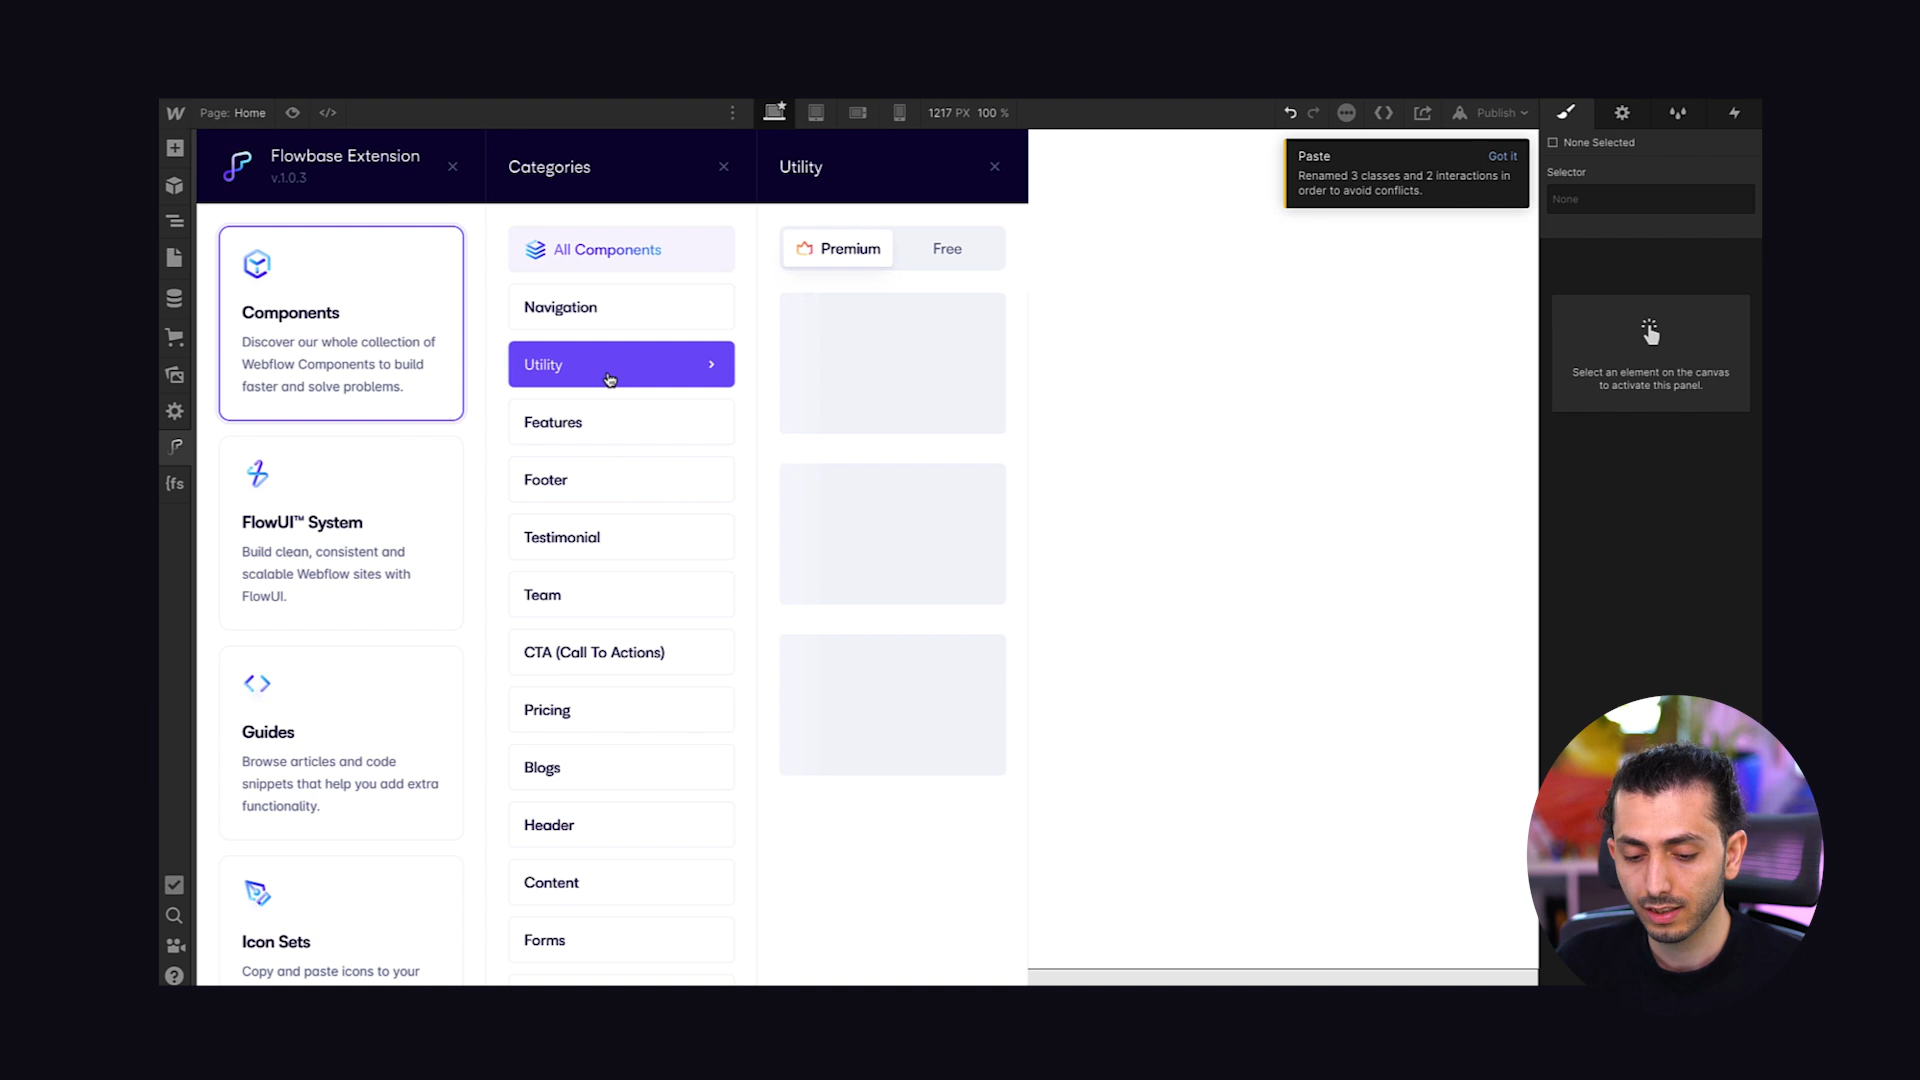 Page: Home
</>
1217 PX 100 %
Publish
Flowbase Extension
v.1.0.3
Categories
Utility
Paste
Got it
Renamed 3 classes and 2 interactions in
order to avoid conflicts.
None Selected
Selector
None
Components
Discover our whole collection of
Webflow Components to build
faster and solve problems.
FlowUI™ System
Build clean, consistent and
scalable Webflow sites with
FlowUI.
Guides
Browse articles and code
snippets that help you add extra
functionality.
Icon Sets
Copy and paste icons to your
All Components
Navigation
Utility
Features
Footer
Testimonial
Team
CTA (Call To Actions)
Pricing
Blogs
Header
Content
Forms
Premium
Free
Select an element on the canvas
to activate this panel.
{fs